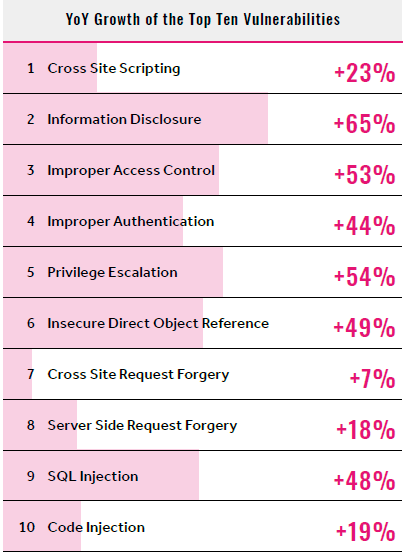 YoY Growth of the Top Ten Vulnerabilities
1 Cross Site Scripting +23%
2 Information Disclosure +65%
3 Improper Access Control +53%
4 Improper Authentication +44%
5 Privilege Escalation +54%
6 Insecure Direct Object Reference +49%
7 Cross Site Request Forgery +7%
8 Server Side Request Forgery +18%
9 SQL Injection +48%
10 Code Injection +19%